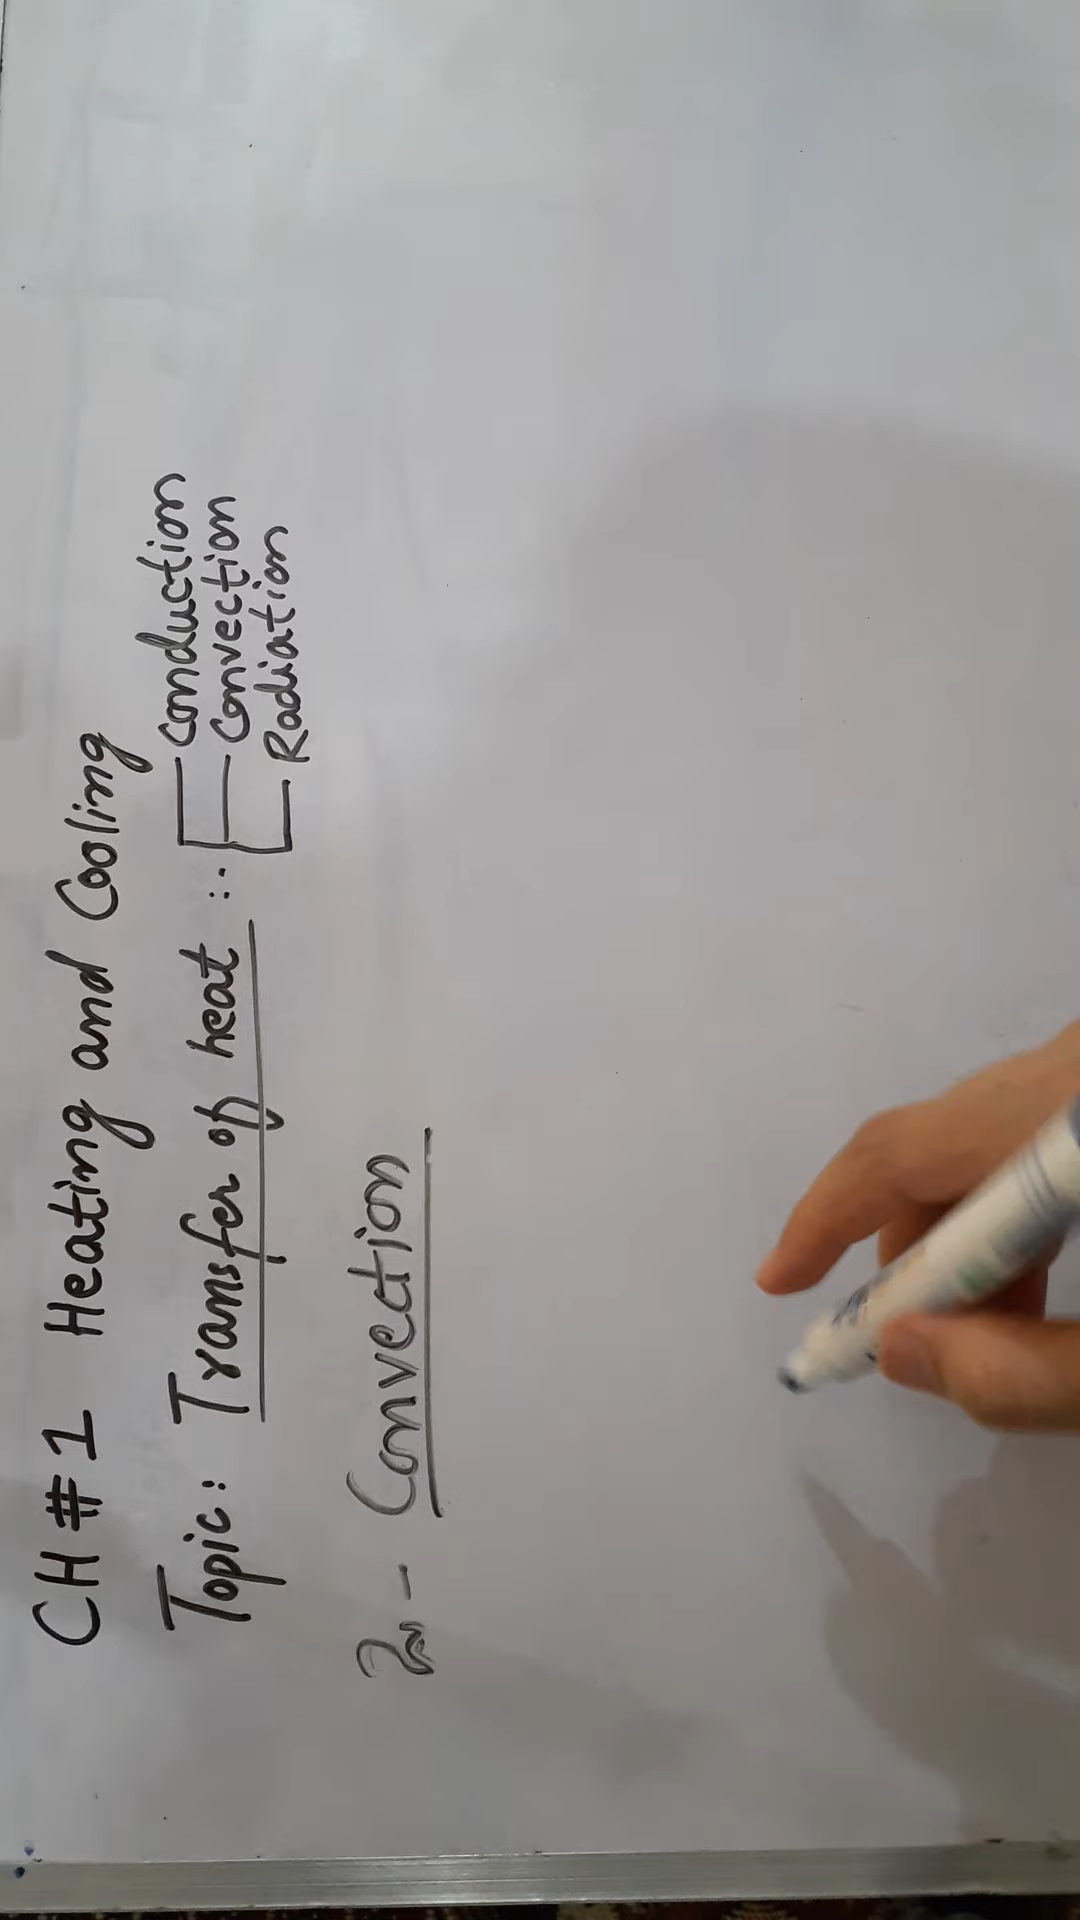 CH # 1 Heating and Cooling
Topic: Transfer of heat :-
Conduction
Convection
Radiation
2- Convection